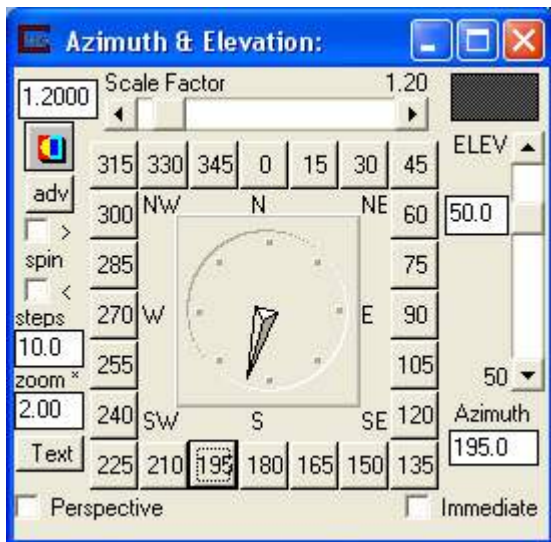 Azimuth & Elevation:
1.2000 Scale Factor 1.20
315 330 345 0 15 30 45 ELEV
adv
300 NW N NE 60 50.0
>
spin 285 75
<
steps 270 W E 90
10.0
zoom × 255 105 50
2.00 240 SW S SE 120 Azimuth
Text 225 210 195 180 165 150 135 195.0
Perspective Immediate